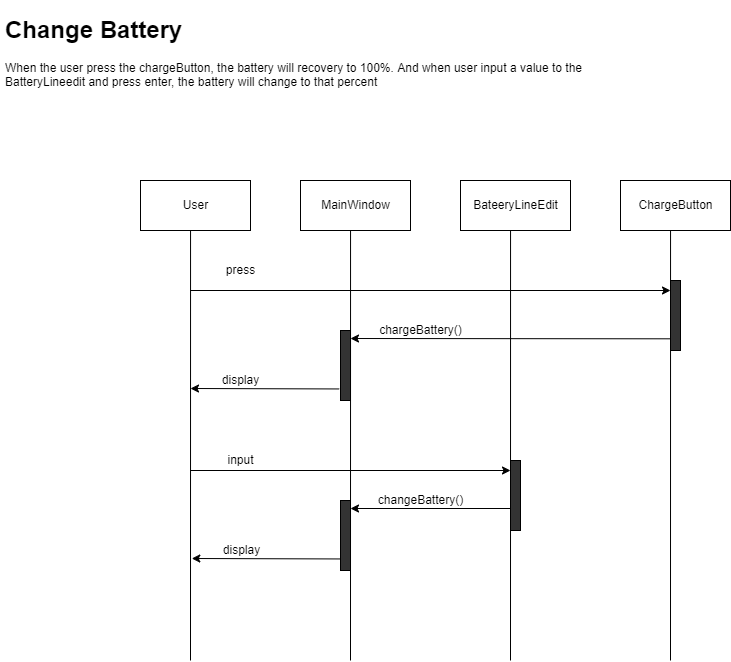 Change Battery
When the user press the chargeButton, the battery will recovery to 100%. And when user input a value to the
BatteryLineedit and press enter, the battery will change to that percent
User
MainWindow
BateeryLineEdit
ChargeButton
press
chargeBattery()
display
input
changeBattery()
display